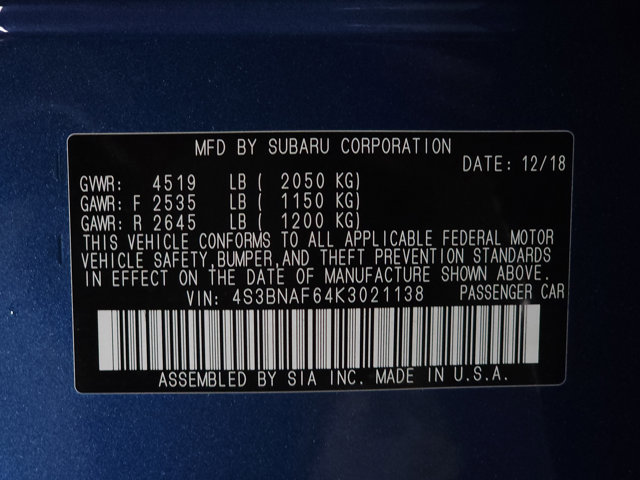 MFD BY SUBARU CORPORATION
DATE: 12/18
GVWR: 4519 LB ( 2050 KG)
GAWR: F 2535 LB ( 1150 KG)
GAWR: R 2645 LB ( 1200 KG)
THIS VEHICLE CONFORMS TO ALL APPLICABLE FEDERAL MOTOR
VEHICLE SAFETY,BUMPER,AND THEFT PREVENTION STANDARDS
IN EFFECT ON THE DATE OF MANUFACTURE SHOWN ABOVE.
VIN: 4S3BNAF64K3021138 PASSENGER CAR
ASSEMBLED BY SIA INC. MADE IN U.S.A.